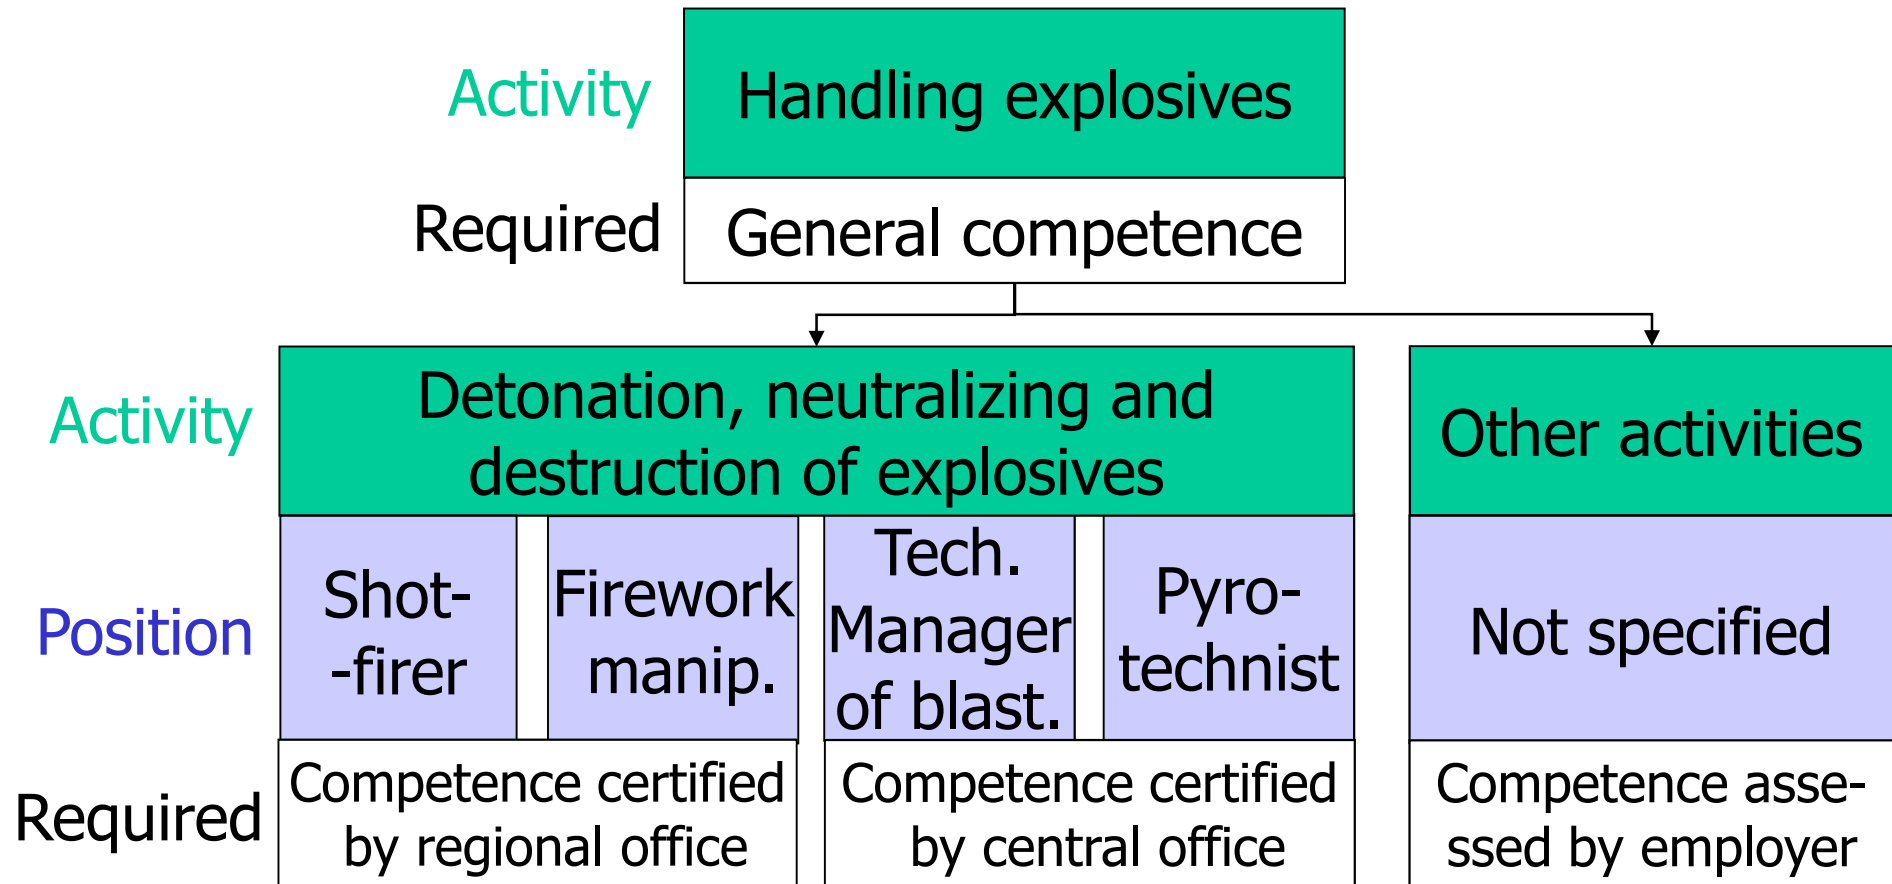 Activity
Handling explosives
Required
General competence
Activity
Detonation, neutralizing and
destruction of explosives
Other activities
Position
Shot-
-firer
Firework
manip.
Tech.
Manager
of blast.
Pyro-
technist
Not specified
Required
Competence certified
by regional office
Competence certified
by central office
Competence asse-
ssed by employer